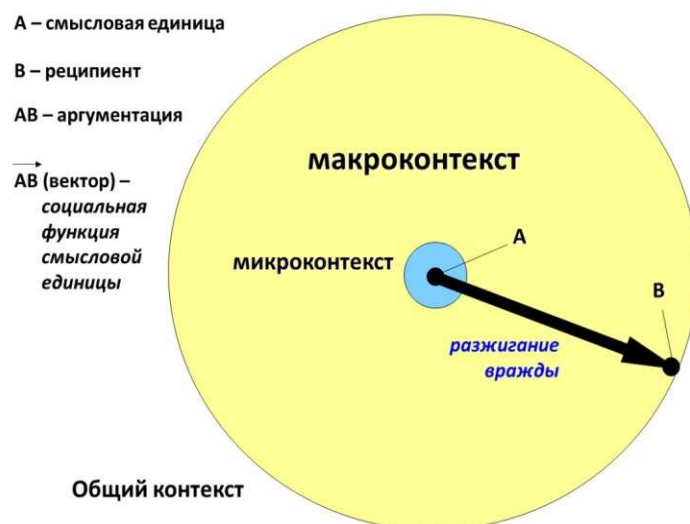 А – смысловая единица
В – реципиент
АВ – аргументация
АВ (вектор) –
социальная
функция
смысловой
единицы
макроконтекст
А
микроконтекст
В
разжигание
вражды
Общий контекст